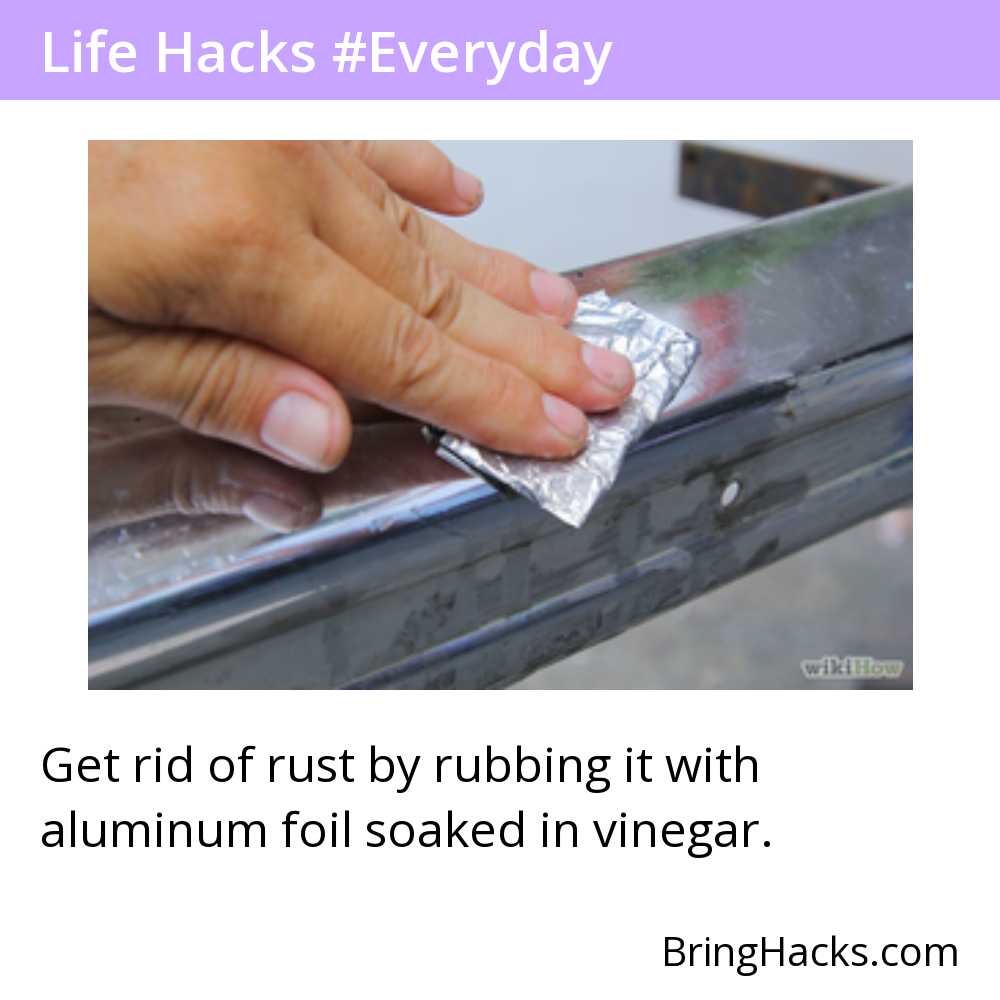 Life Hacks #Everyday
wikiHow
Get rid of rust by rubbing it with
aluminum foil soaked in vinegar.
BringHacks.com